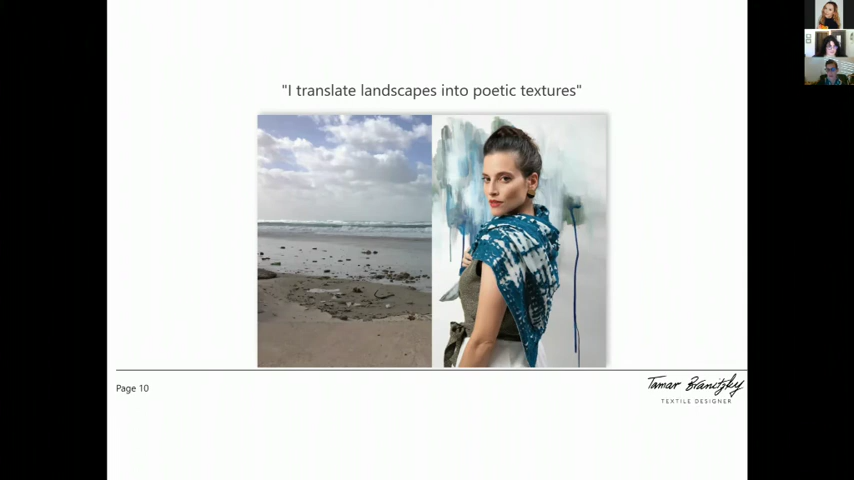 "I translate landscapes into poetic textures"
Page 10
Tamar Branitzky
TEXTILE DESIGNER